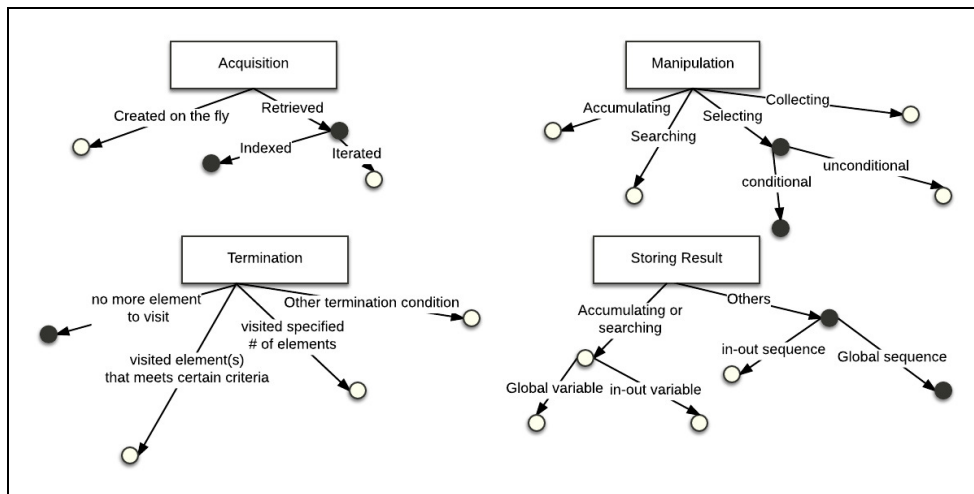 Acquisition
Created on the fly
Retrieved
Indexed
Iterated
Manipulation
Accumulating
Collecting
Searching
Selecting
unconditional
conditional
Termination
no more element
to visit
Other termination condition
visited specified
# of elements
visited element(s)
that meets certain criteria
Storing Result
Accumulating or
searching
Others
in-out sequence
Global sequence
Global variable
in-out variable